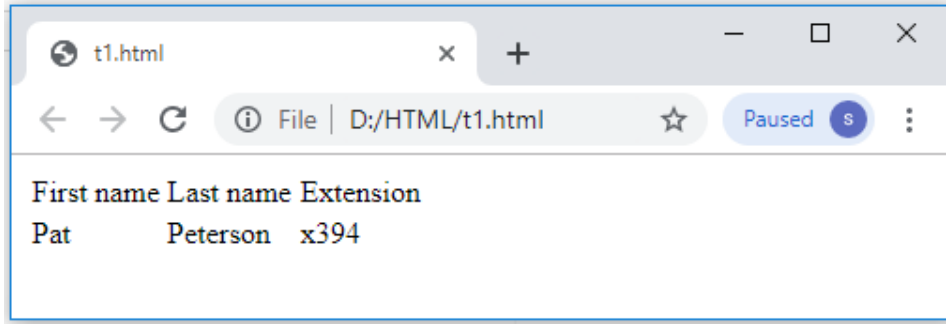 t1.html
File D:/HTML/t1.html Paused s
First name Last name Extension
Pat Peterson x394